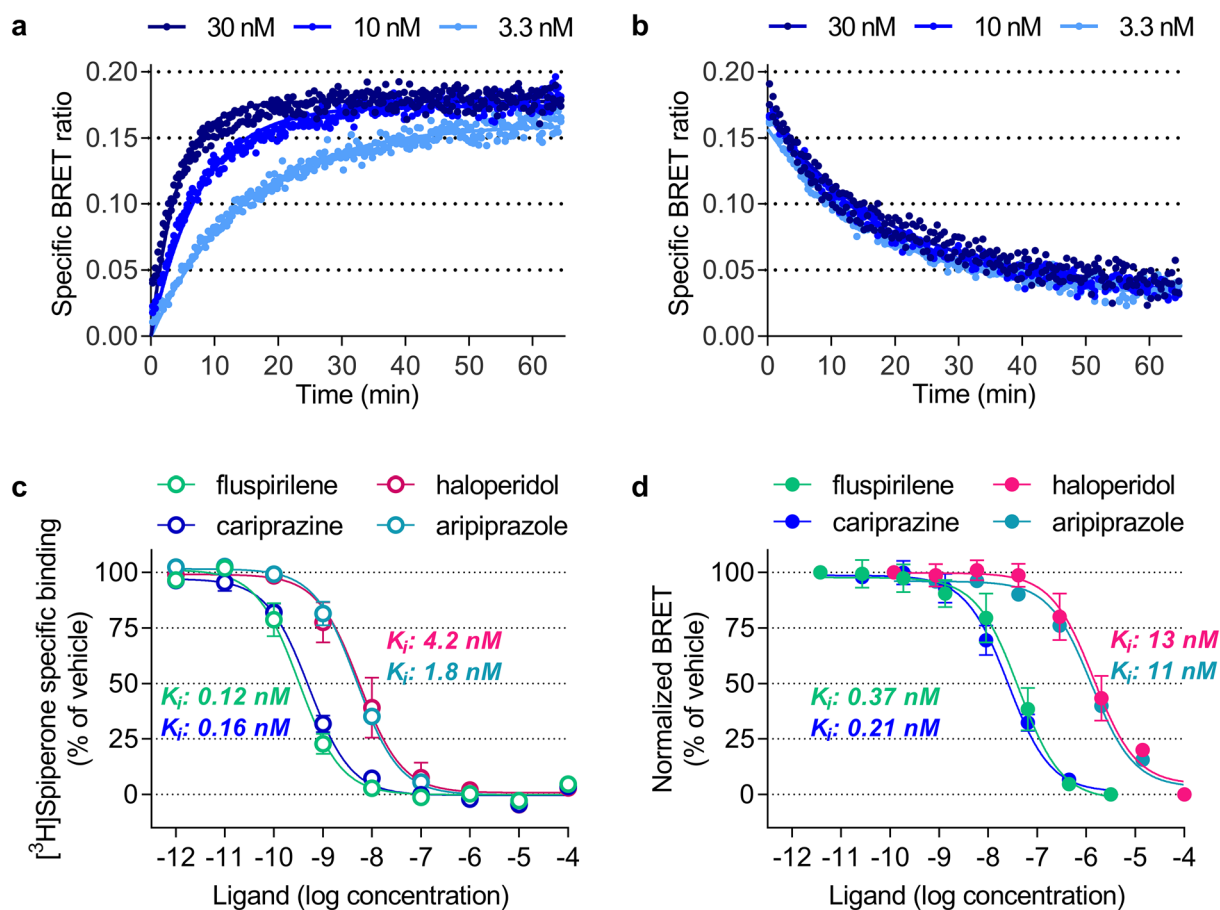 a
30 nM 10 nM 3.3 nM
Specific BRET ratio
0.20
0.15
0.10
0.05
0.00
0 10 20 30 40 50 60
Time (min)
b
30 nM 10 nM 3.3 nM
Specific BRET ratio
0.20
0.15
0.10
0.05
0.00
0 10 20 30 40 50 60
Time (min)
c
fluspirilene haloperidol
cariprazine aripiprazole
[³H]Spiperone specific binding
(% of vehicle)
100
75
50
25
0
Ki: 4.2 nM
Ki: 1.8 nM
Ki: 0.12 nM
Ki: 0.16 nM
-12 -11 -10 -9 -8 -7 -6 -5 -4
Ligand (log concentration)
d
fluspirilene haloperidol
cariprazine aripiprazole
Normalized BRET
(% of vehicle)
100
75
50
25
0
Ki: 13 nM
Ki: 11 nM
Ki: 0.37 nM
Ki: 0.21 nM
-12 -11 -10 -9 -8 -7 -6 -5 -4
Ligand (log concentration)